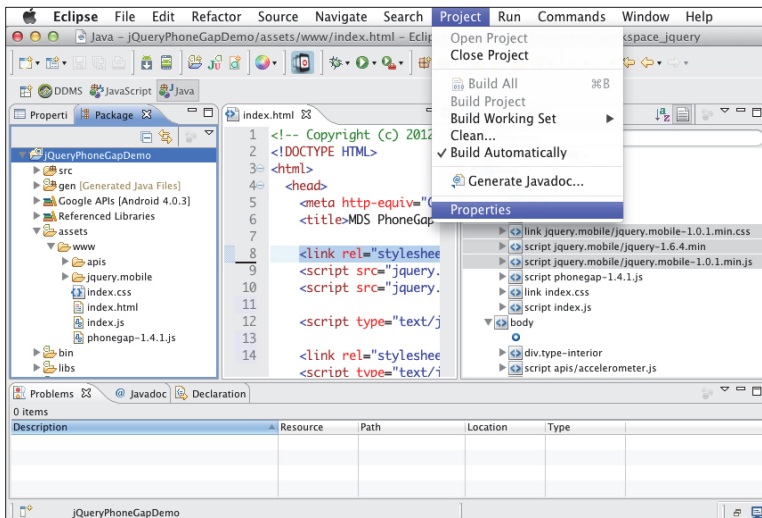 Eclipse File Edit Refactor Source Navigate Search Project Run Commands Window Help
Java – jQueryPhoneGapDemo/assets/www/index.html – Eclip
kspace_jquery
Open Project
Close Project
Build All ⌘B
Build Project
Build Working Set
Clean...
✓ Build Automatically
Generate Javadoc...
Properties
DDMS JavaScript Java
Properti Package
index.html
jQueryPhoneGapDemo
src
gen [Generated Java Files]
Google APIs [Android 4.0.3]
Referenced Libraries
assets
www
apis
jquery.mobile
index.css
index.html
index.js
phonegap-1.4.1.js
bin
libs
1 <!-- Copyright (c) 2012
2 <!DOCTYPE HTML>
3 <html>
4 <head>
5 <meta http-equiv="C
6 <title>MDS PhoneGap
7
8 <link rel="styleshee
9 <script src="jquery.
10 <script src="jquery.
11
12 <script type="text/j
13
14 <link rel="styleshee
<script type="text/j
link jquery.mobile/jquery.mobile-1.0.1.min.css
script jquery.mobile/jquery-1.6.4.min
script jquery.mobile/jquery.mobile-1.0.1.min.js
script phonegap-1.4.1.js
link index.css
script index.js
body
div.type-interior
script apis/accelerometer.js
Problems @ Javadoc Declaration
0 items
Description Resource Path Location Type
jQueryPhoneGapDemo